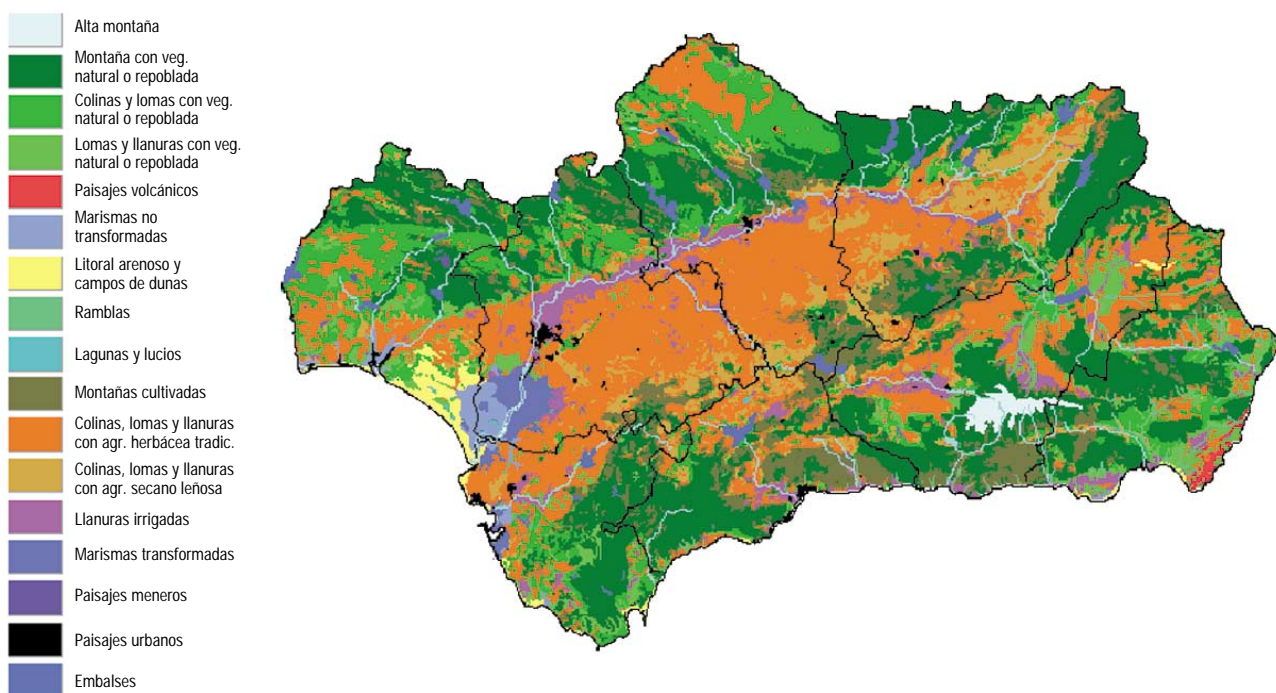 Alta montaña
Montaña con veg.
natural o repoblada
Colinas y lomas con veg.
natural o repoblada
Lomas y llanuras con veg.
natural o repoblada
Paisajes volcánicos
Marismas no
transformadas
Litoral arenoso y
campos de dunas
Ramblas
Lagunas y lucios
Montañas cultivadas
Colinas, lomas y llanuras
con agr. herbácea tradic.
Colinas, lomas y llanuras
con agr. secano leñosa
Llanuras irrigadas
Marismas transformadas
Paisajes meneros
Paisajes urbanos
Embalses